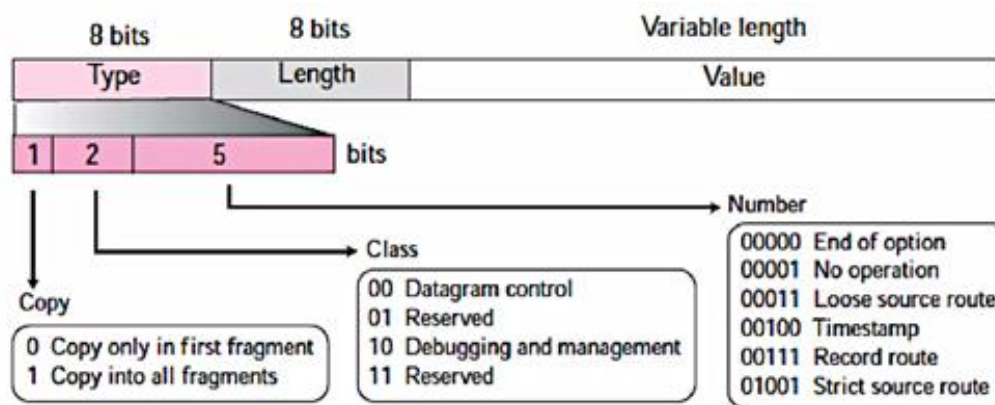 8 bits 8 bits Variable length
Type Length Value
1 2 5 bits
Number
00000 End of option
00001 No operation
00011 Loose source route
00100 Timestamp
00111 Record route
01001 Strict source route
Class
00 Datagram control
01 Reserved
10 Debugging and management
11 Reserved
Copy
0 Copy only in first fragment
1 Copy into all fragments